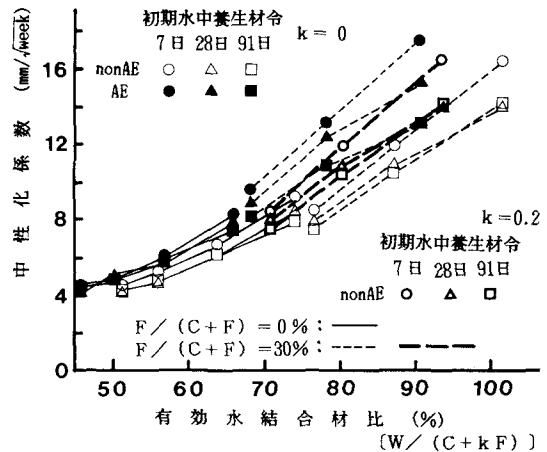 初期水中養生材令
7日 28日 91日
k = 0
nonAE
AE
16
12
8
4
0
中性化係数 (mm/√week)
k=0.2
初期水中養生材令
7日 28日 91日
nonAE
F/(C+F)=0%:
F/(C+F)=30%:
50 60 70 80 90 100
有効水結合材比 (%)
〔W/(C+kF)〕